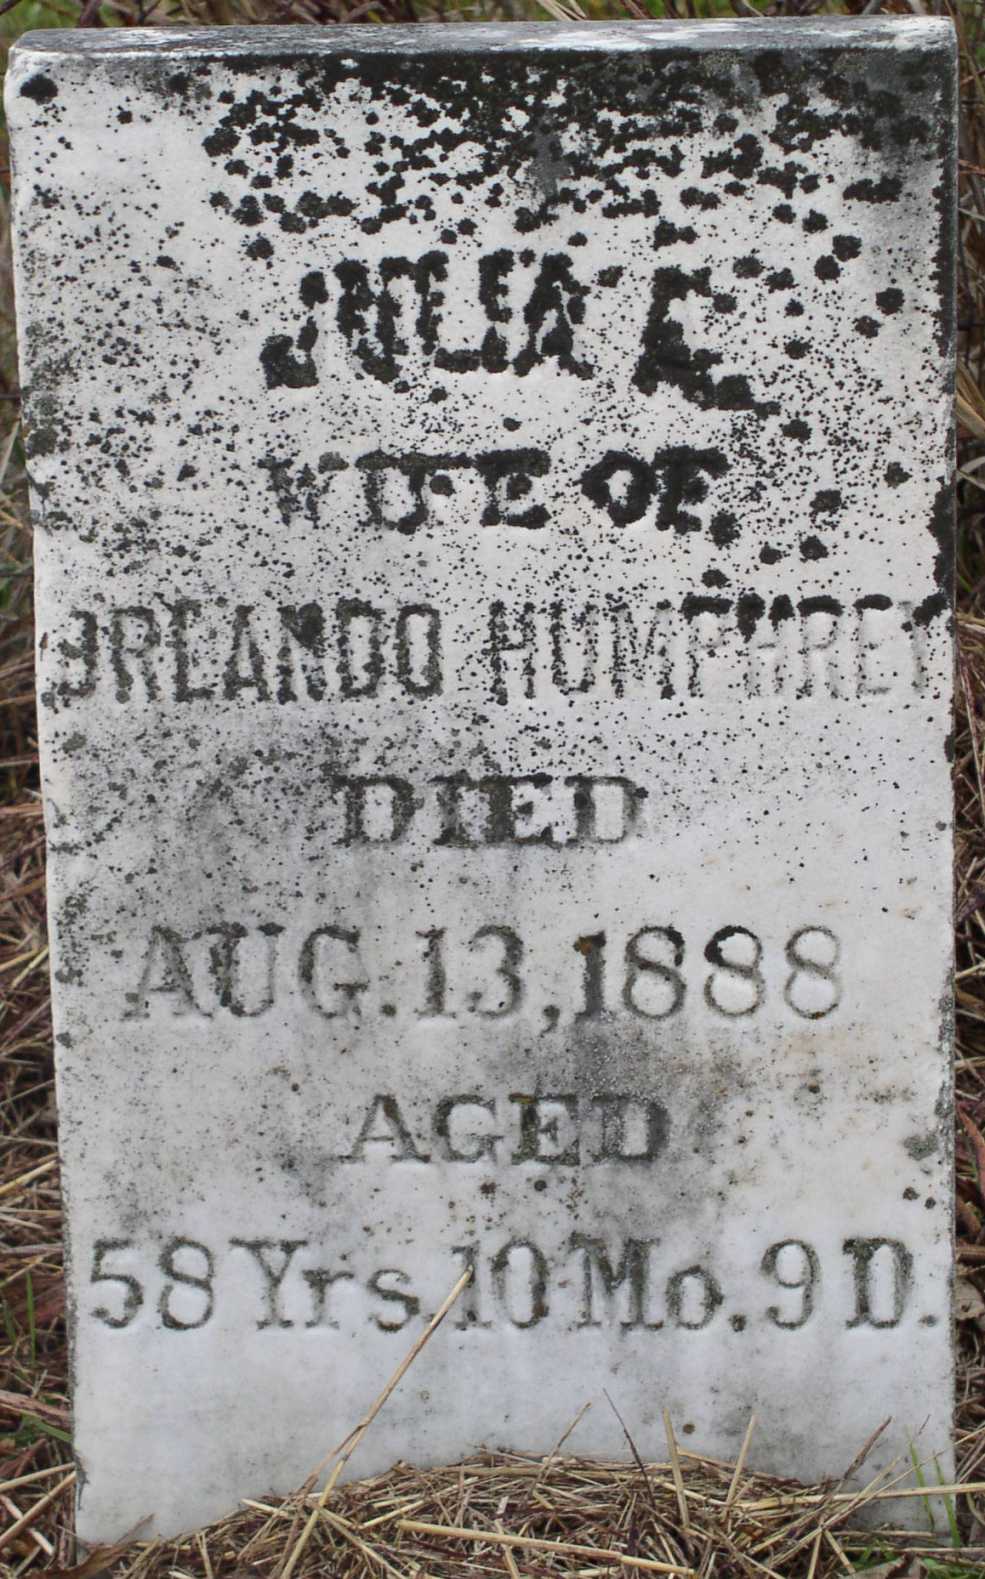 JULIA E
WIFE OF
ORLANDO HUMPHREY
DIED
AUG. 13, 1888
AGED
58 Yrs. 10 Mo. 9 D.